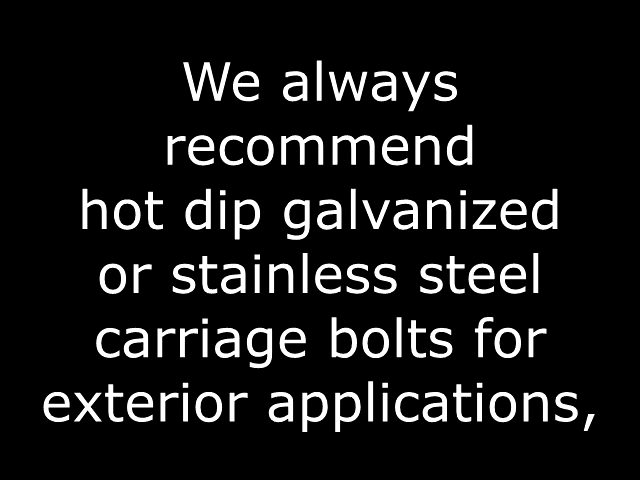 We always
recommend
hot dip galvanized
or stainless steel
carriage bolts for
exterior applications,